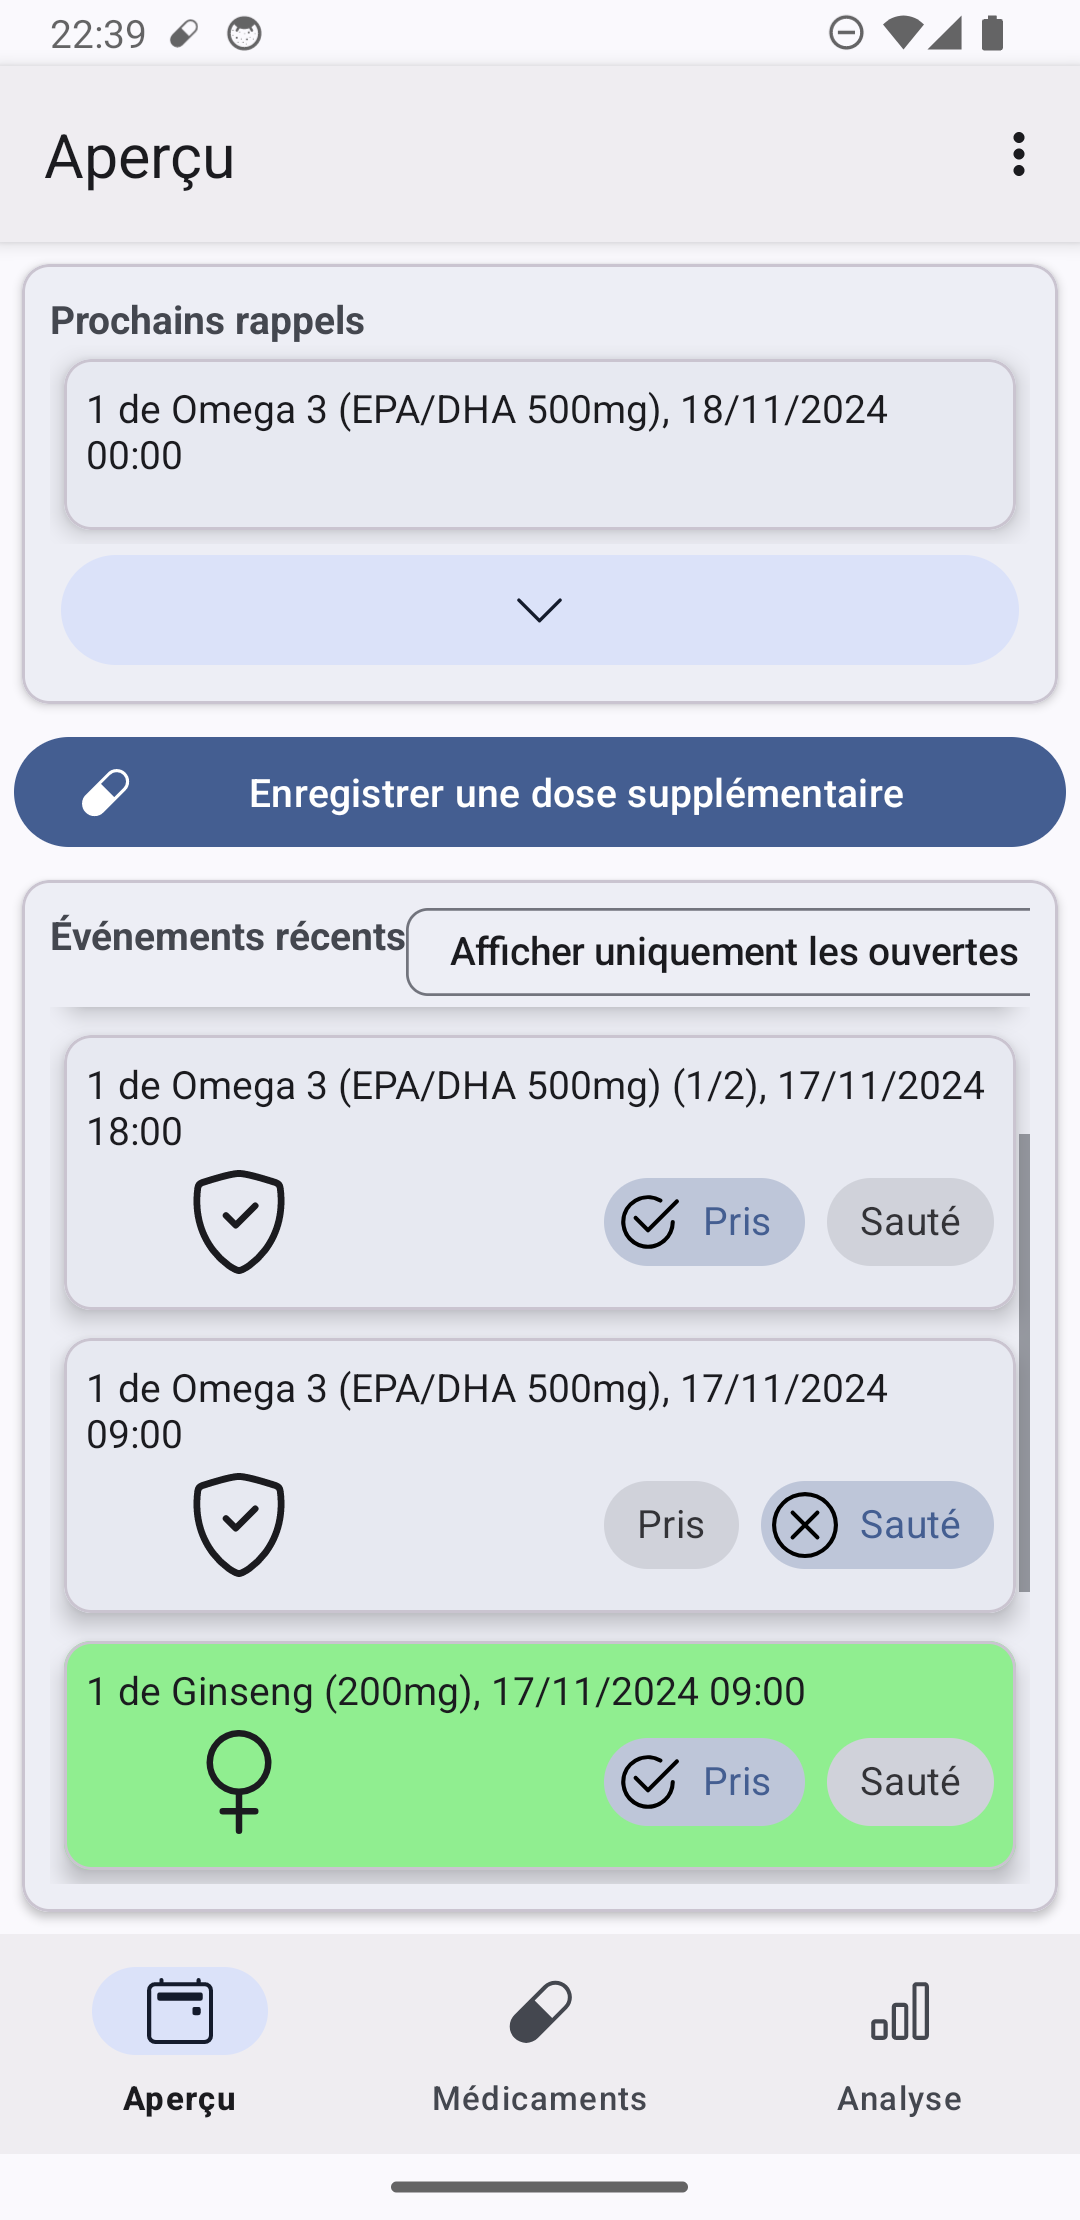 22:39
Aperçu
Prochains rappels
1 de Omega 3 (EPA/DHA 500mg), 18/11/2024
00:00
Enregistrer une dose supplémentaire
Événements récents
Afficher uniquement les ouvertes
1 de Omega 3 (EPA/DHA 500mg) (1/2), 17/11/2024
18:00
Pris
Sauté
1 de Omega 3 (EPA/DHA 500mg), 17/11/2024
09:00
Pris
Sauté
1 de Ginseng (200mg), 17/11/2024 09:00
Pris
Sauté
Aperçu
Médicaments
Analyse